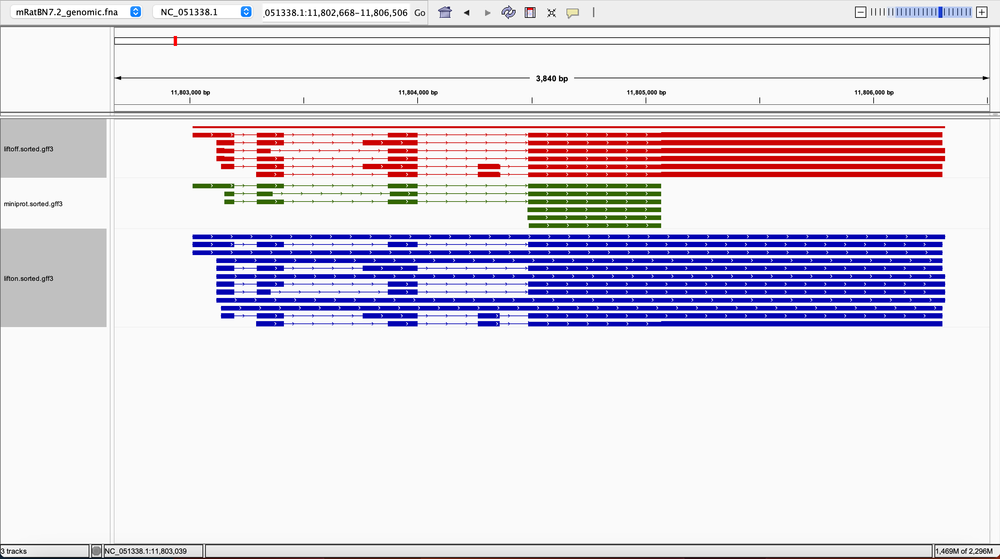 mRatBN7.2_genomic.fna NC_051338.1 .051338.1:11,802,668-11,806,506 Go
3,840 bp
11,803,000 bp 11,804,000 bp 11,805,000 bp 11,806,000 bp
liftoff.sorted.gff3
miniprot.sorted.gff3
lifton.sorted.gff3
3 tracks NC_051338.1:11,803,039 1,469M of 2,296M